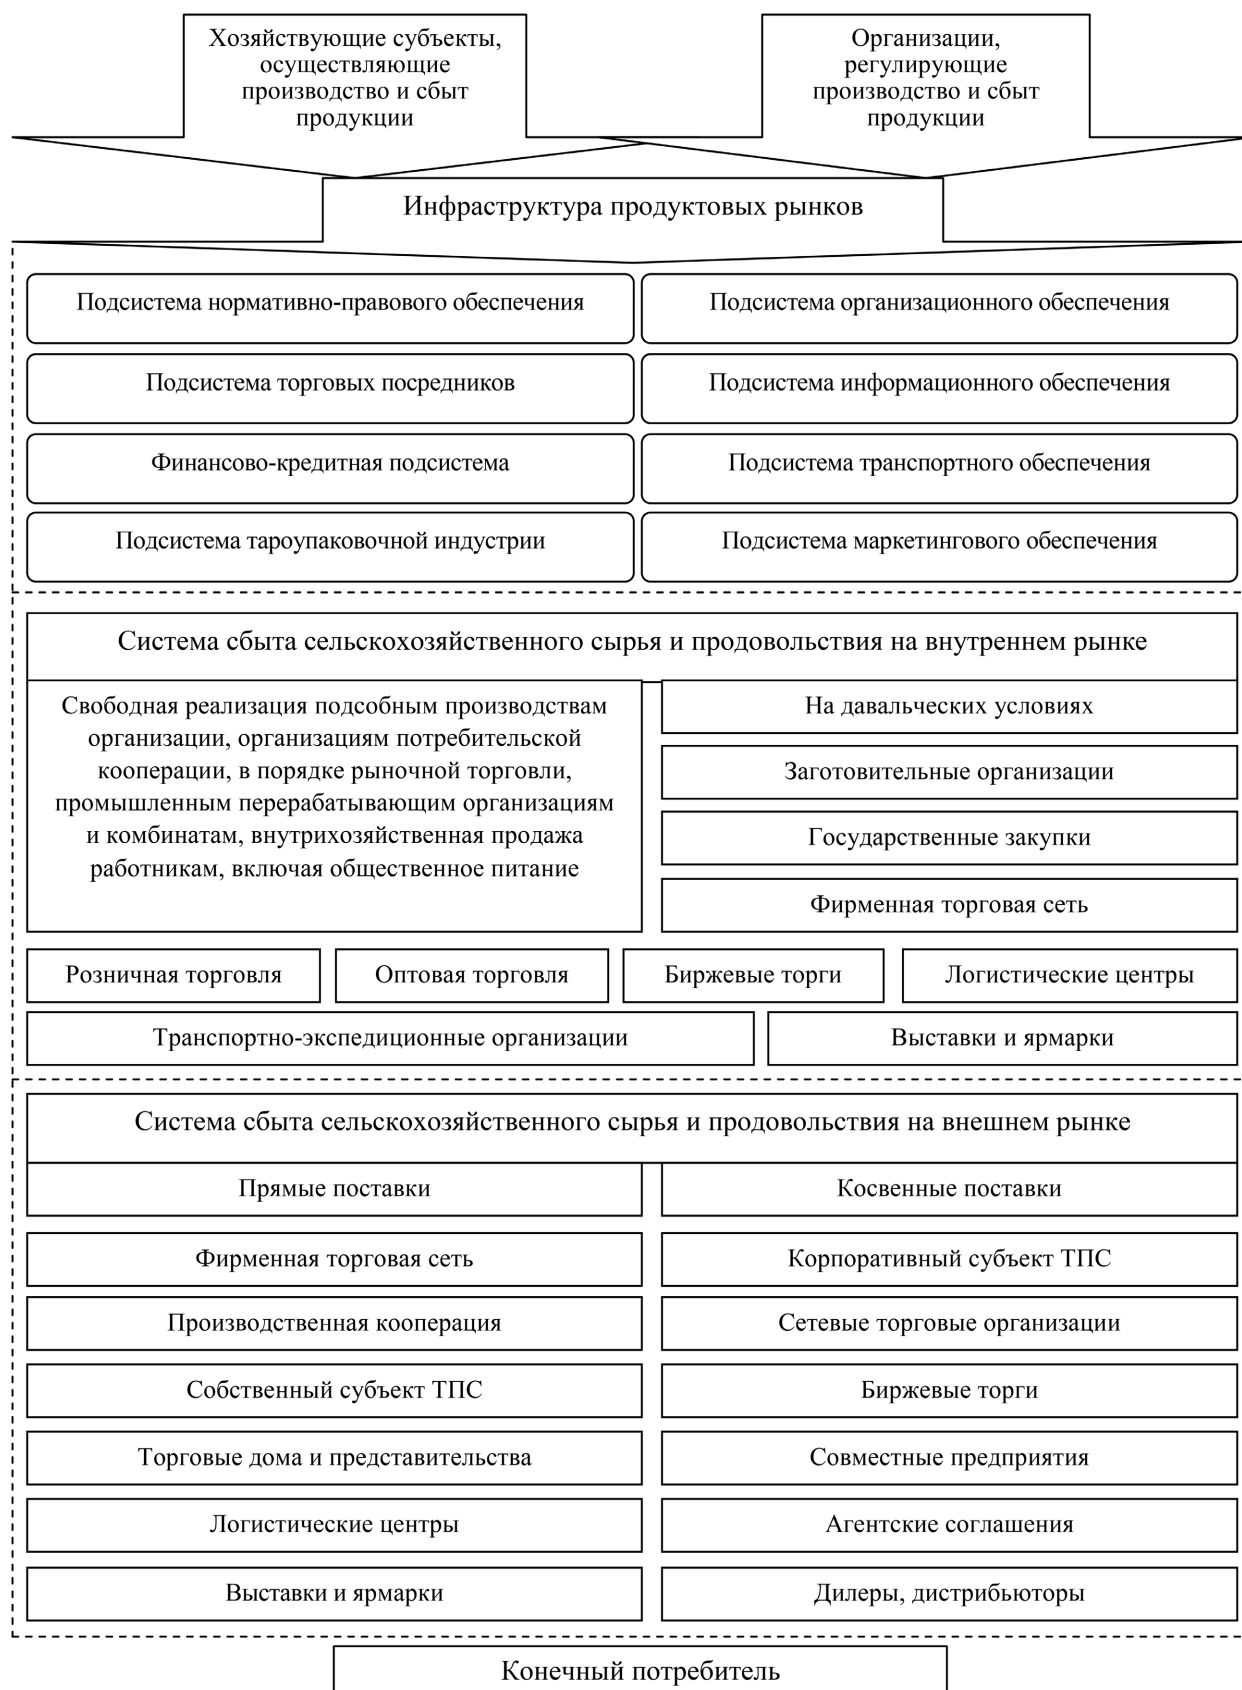 Хозяйствующие субъекты,
осуществляющие
производство и сбыт
продукции
Организации,
регулирующие
производство и сбыт
продукции
Инфраструктура продуктовых рынков
Подсистема нормативно-правового обеспечения
Подсистема организационного обеспечения
Подсистема торговых посредников
Подсистема информационного обеспечения
Финансово-кредитная подсистема
Подсистема транспортного обеспечения
Подсистема тароупаковочной индустрии
Подсистема маркетингового обеспечения
Система сбыта сельскохозяйственного сырья и продовольствия на внутреннем рынке
Свободная реализация подсобным производствам
организации, организациям потребительской
кооперации, в порядке рыночной торговли,
промышленным перерабатывающим организациям
и комбинатам, внутрихозяйственная продажа
работникам, включая общественное питание
На давальческих условиях
Заготовительные организации
Государственные закупки
Фирменная торговая сеть
Розничная торговля
Оптовая торговля
Биржевые торги
Логистические центры
Транспортно-экспедиционные организации
Выставки и ярмарки
Система сбыта сельскохозяйственного сырья и продовольствия на внешнем рынке
Прямые поставки
Косвенные поставки
Фирменная торговая сеть
Корпоративный субъект ТПС
Производственная кооперация
Сетевые торговые организации
Собственный субъект ТПС
Биржевые торги
Торговые дома и представительства
Совместные предприятия
Логистические центры
Агентские соглашения
Выставки и ярмарки
Дилеры, дистрибьюторы
Конечный потребитель